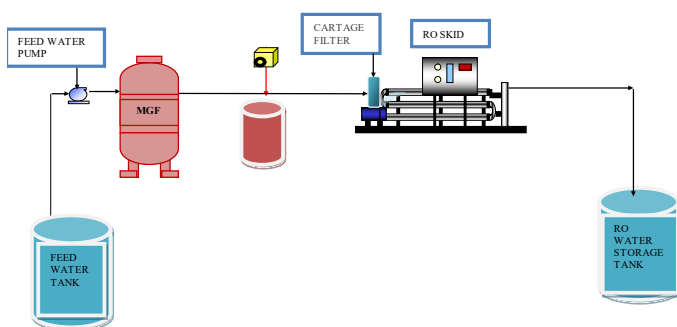 FEED WATER
PUMP
MGF
CARTAGE
FILTER
RO SKID
FEED
WATER
TANK
RO
WATER
STORAGE
TANK